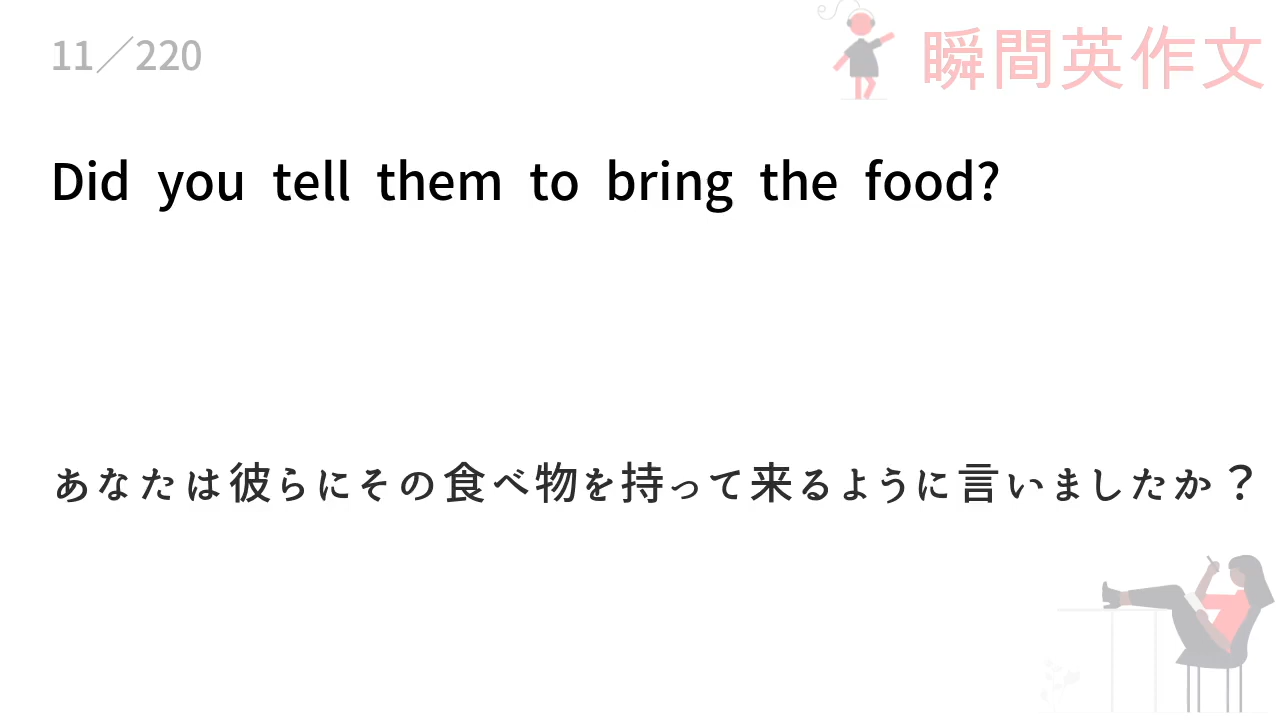 11／220
瞬間英作文
Did you tell them to bring the food?
あなたは彼らにその食べ物を持って来るように言いましたか？